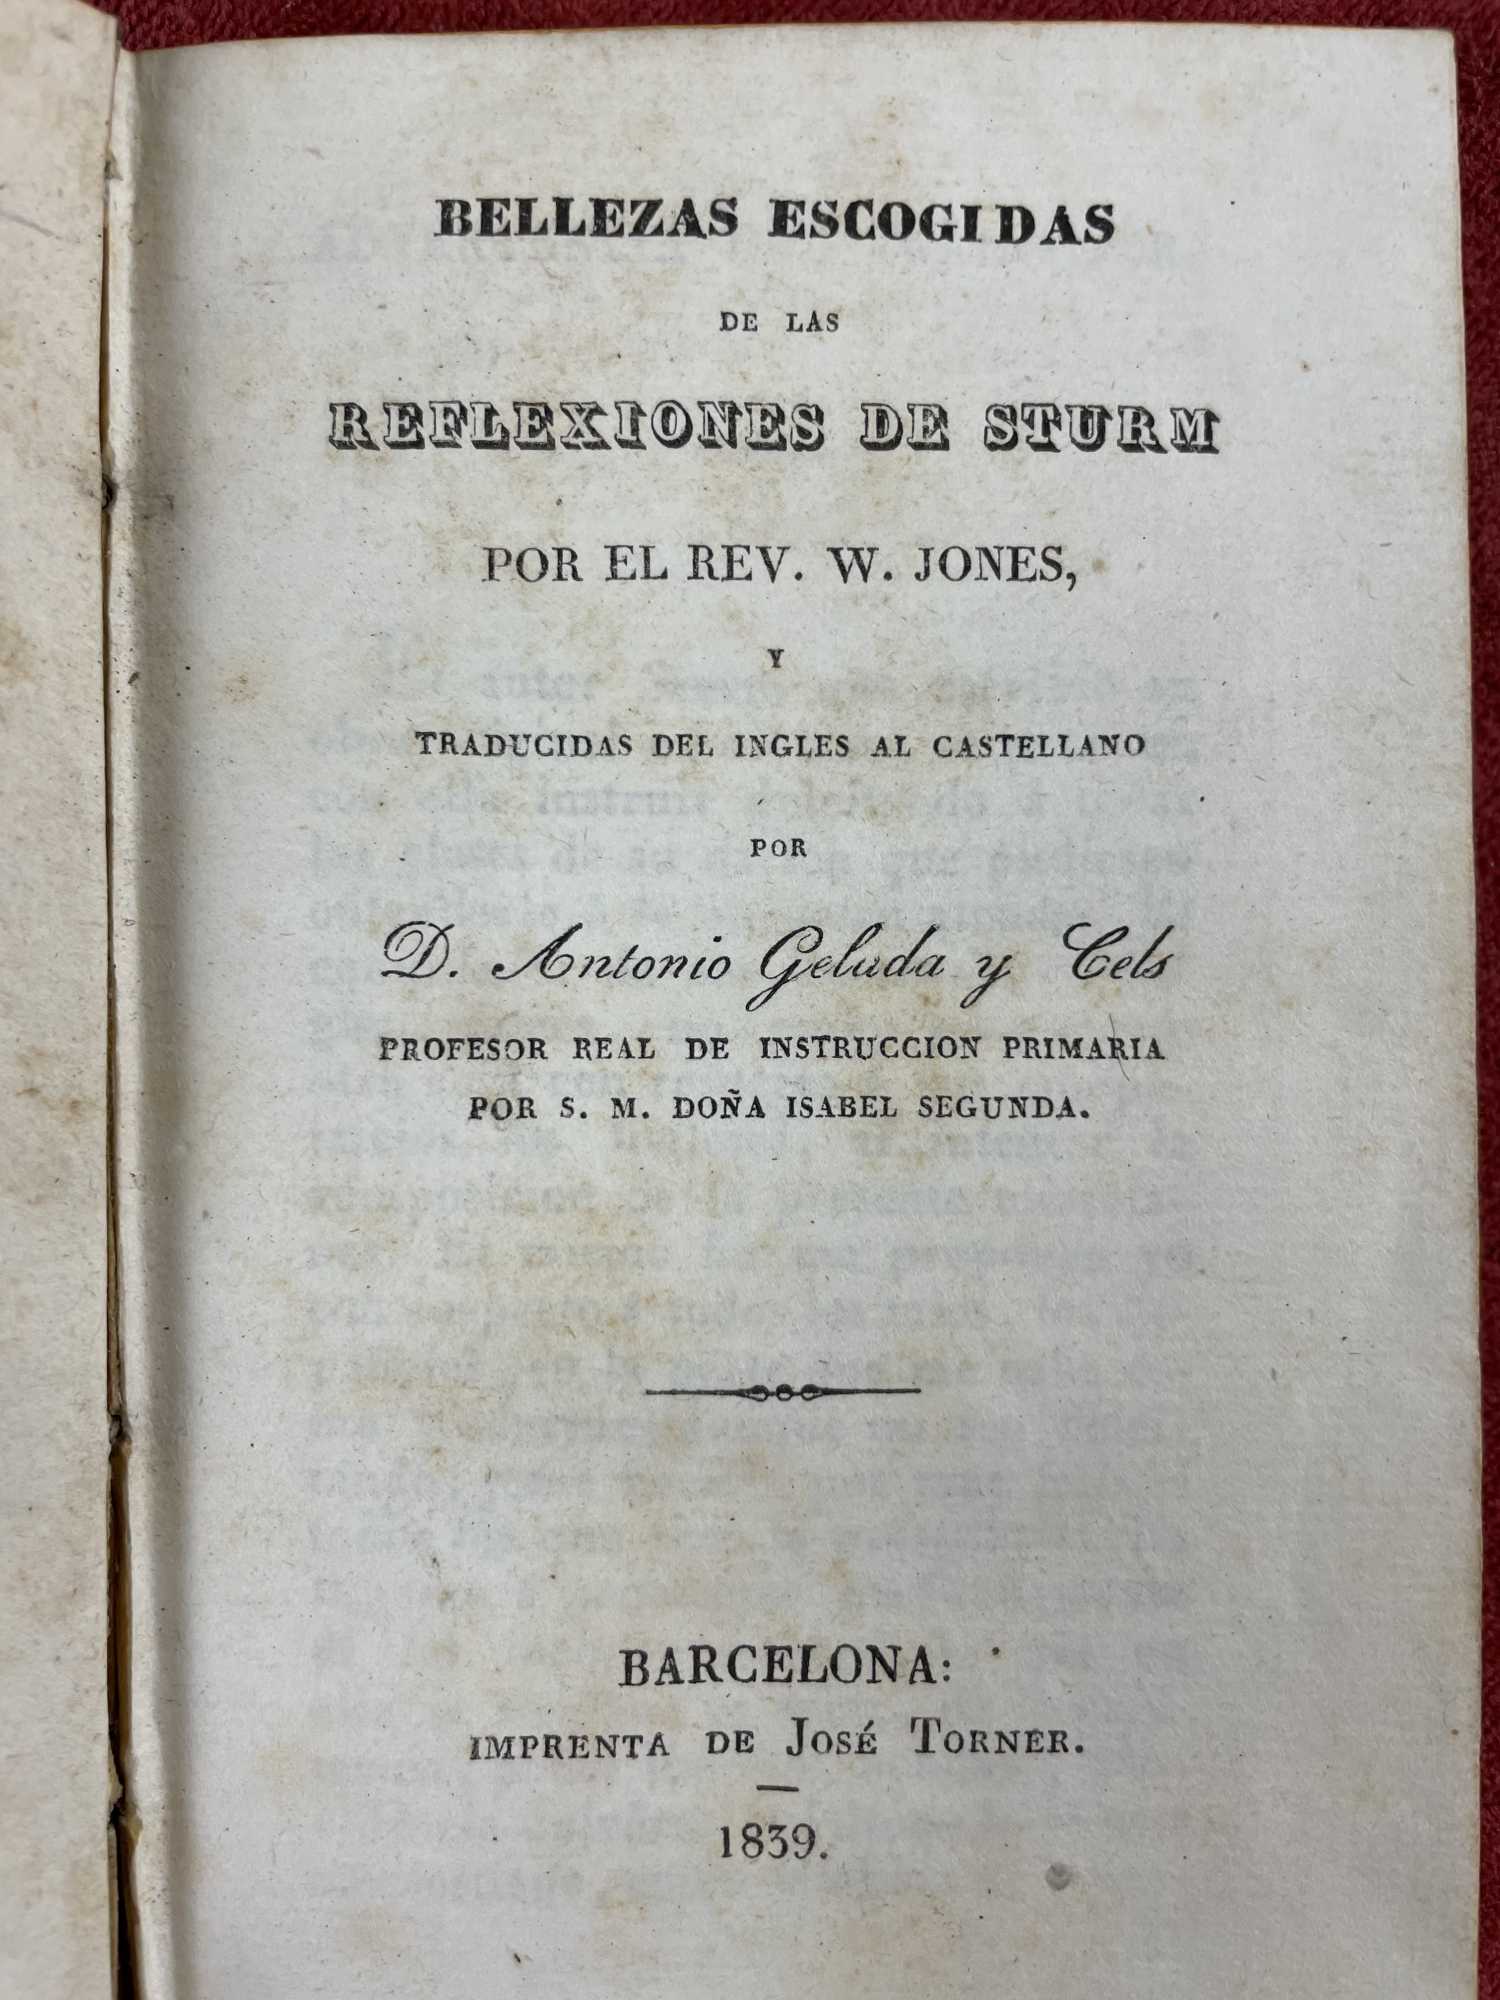 BELLEZAS ESCOGIDAS
DE LAS
REFLEXIONES DE STURM
POR EL REV. W. JONES,
Y
TRADUCIDAS DEL INGLES AL CASTELLANO
POR
D. Antonio Gelada y Cels
PROFESOR REAL DE INSTRUCCION PRIMARIA
POR S. M. DOÑA ISABEL SEGUNDA.
BARCELONA:
IMPRENTA DE JOSÉ TORNER.
1839.